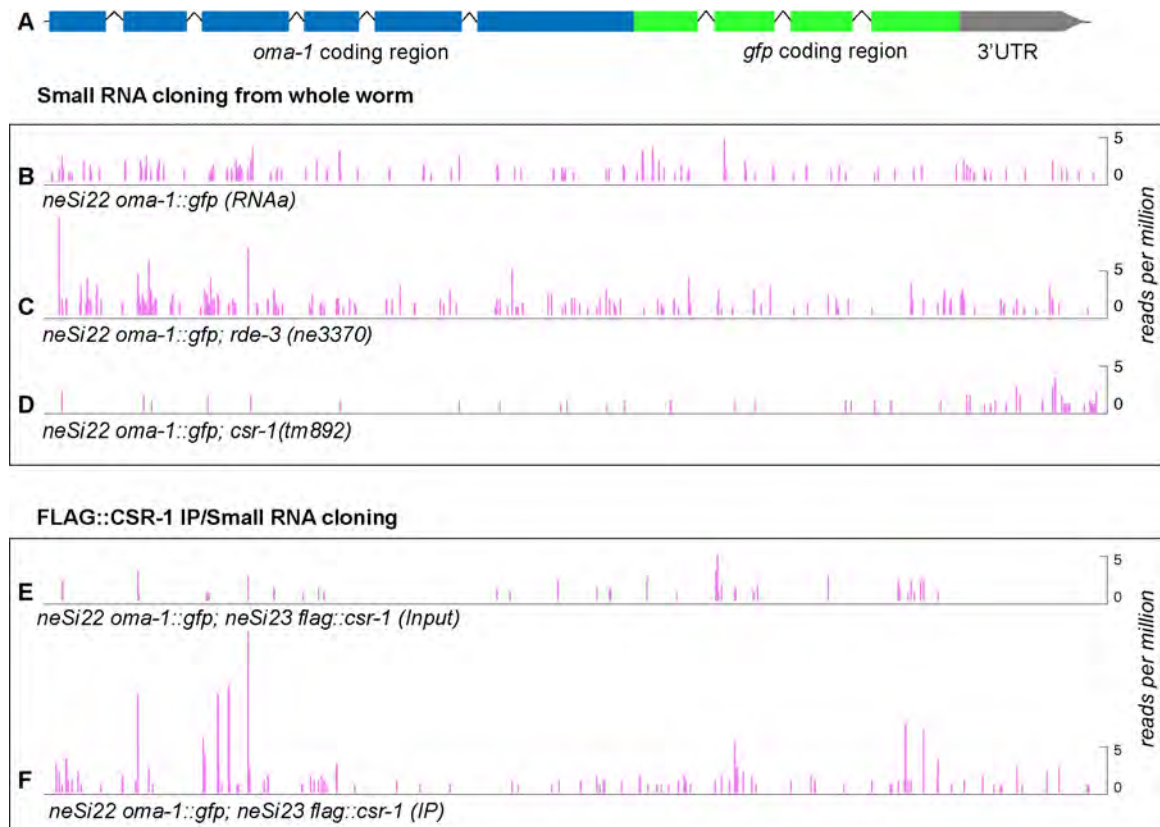 A
oma-1 coding region gfp coding region 3'UTR
Small RNA cloning from whole worm
5
B 0
neSi22 oma-1::gfp (RNAa)
5
C 0
neSi22 oma-1::gfp; rde-3 (ne3370)
reads per million
5
D 0
neSi22 oma-1::gfp; csr-1(tm892)
FLAG::CSR-1 IP/Small RNA cloning
5
E 0
neSi22 oma-1::gfp; neSi23 flag::csr-1 (Input)
reads per million
5
F 0
neSi22 oma-1::gfp; neSi23 flag::csr-1 (IP)